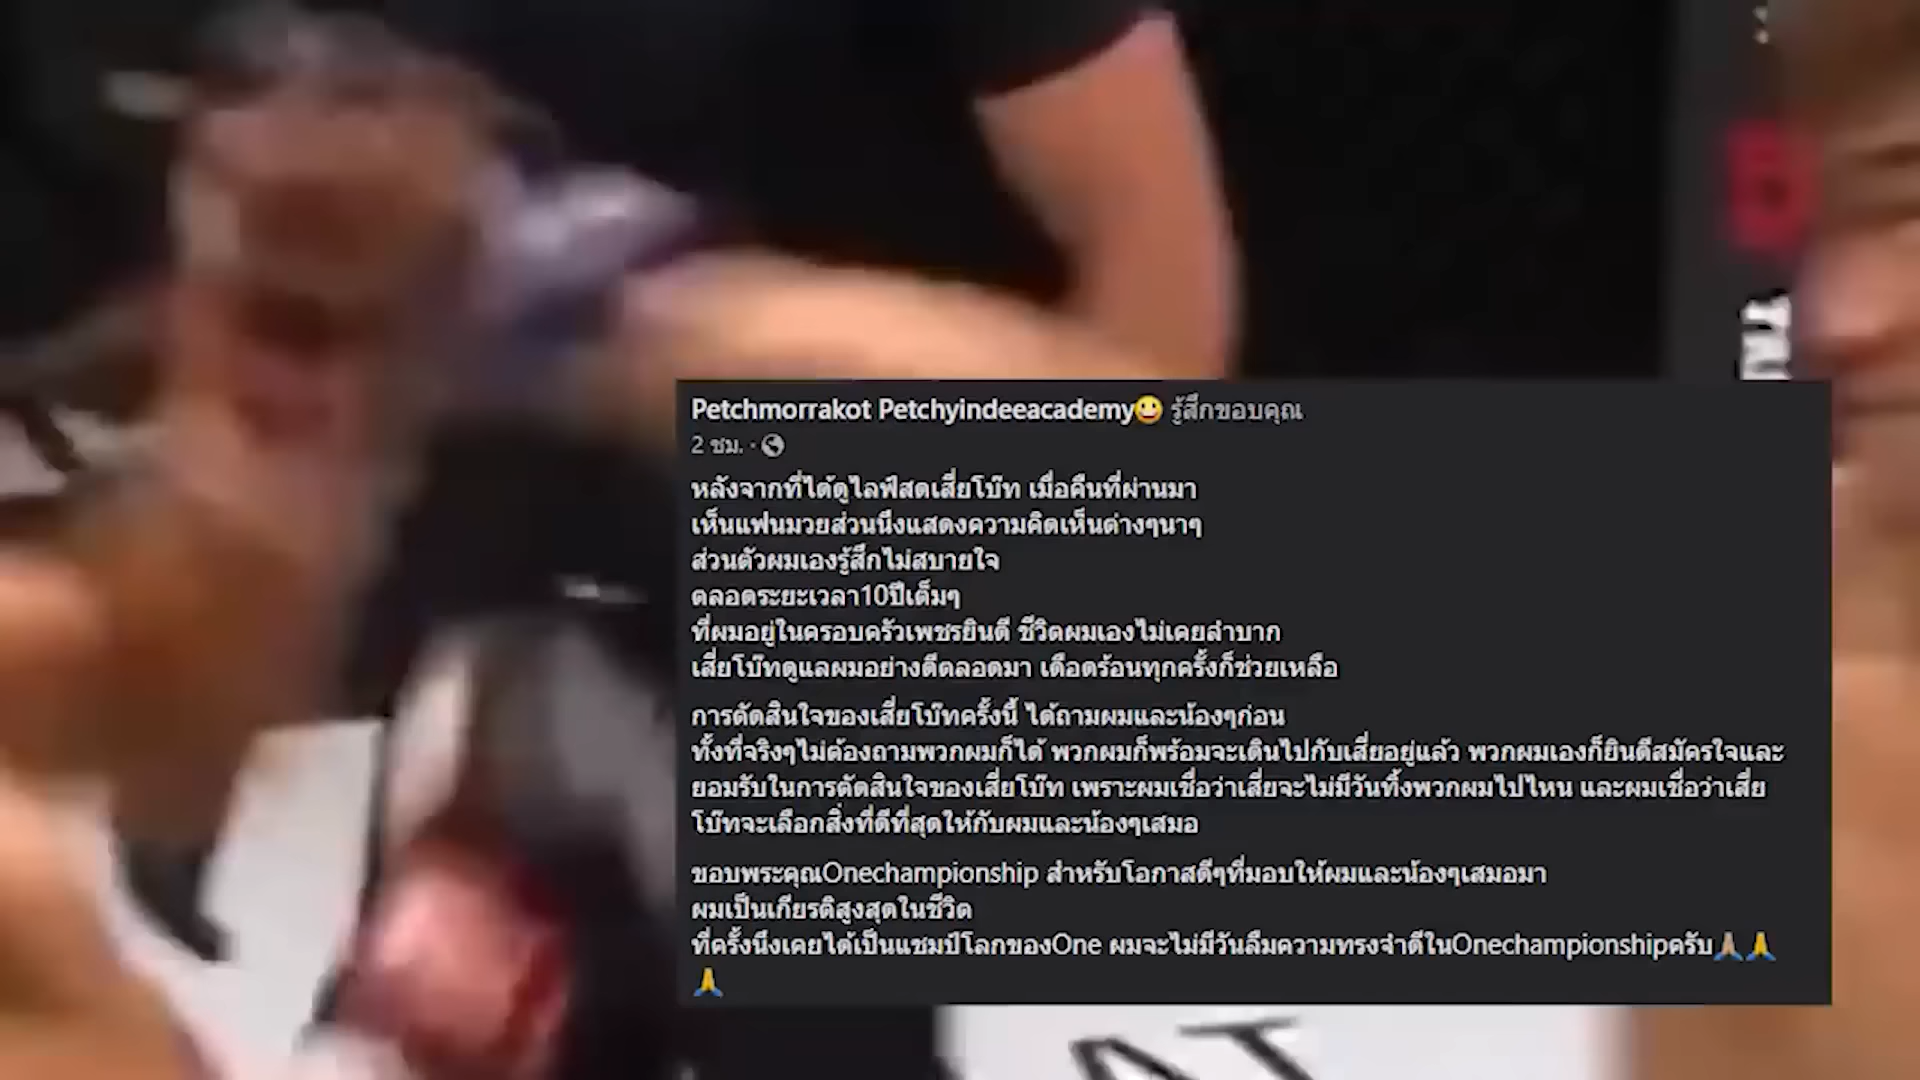 Petchmorrakot Petchyindeeacademy😀 รู้สึกขอบคุณ
2 ชม. ·
หลังจากที่ได้ดูไลฟ์สดเสี่ยโบ๊ท เมื่อคืนที่ผ่านมา
เห็นแฟนมวยส่วนนึงแสดงความคิดเห็นต่างๆนาๆ
ส่วนตัวผมเองรู้สึกไม่สบายใจ
ตลอดระยะเวลา10ปีเต็มๆ
ที่ผมอยู่ในครอบครัวเพชรยินดี ชีวิตผมเองไม่เคยลำบาก
เสี่ยโบ๊ทดูแลผมอย่างดีตลอดมา เดือดร้อนทุกครั้งก็ช่วยเหลือ
การตัดสินใจของเสี่ยโบ๊ทครั้งนี้ ได้ถามผมและน้องๆก่อน
ทั้งที่จริงๆไม่ต้องถามพวกผมก็ได้ พวกผมก็พร้อมจะเดินไปกับเสี่ยอยู่แล้ว พวกผมเองก็ยินดีสมัครใจและ
ยอมรับในการตัดสินใจของเสี่ยโบ๊ท เพราะผมเชื่อว่าเสี่ยจะไม่มีวันทิ้งพวกผมไปไหน และผมเชื่อว่าเสี่ย
โบ๊ทจะเลือกสิ่งที่ดีที่สุดให้กับผมและน้องๆเสมอ
ขอบพระคุณOnechampionship สำหรับโอกาสดีๆที่มอบให้ผมและน้องๆเสมอมา
ผมเป็นเกียรติสูงสุดในชีวิต
ที่ครั้งนึงเคยได้เป็นแชมป์โลกของOne ผมจะไม่มีวันลืมความทรงจำดีในOnechampionshipครับ🙏🏼🙏
🙏